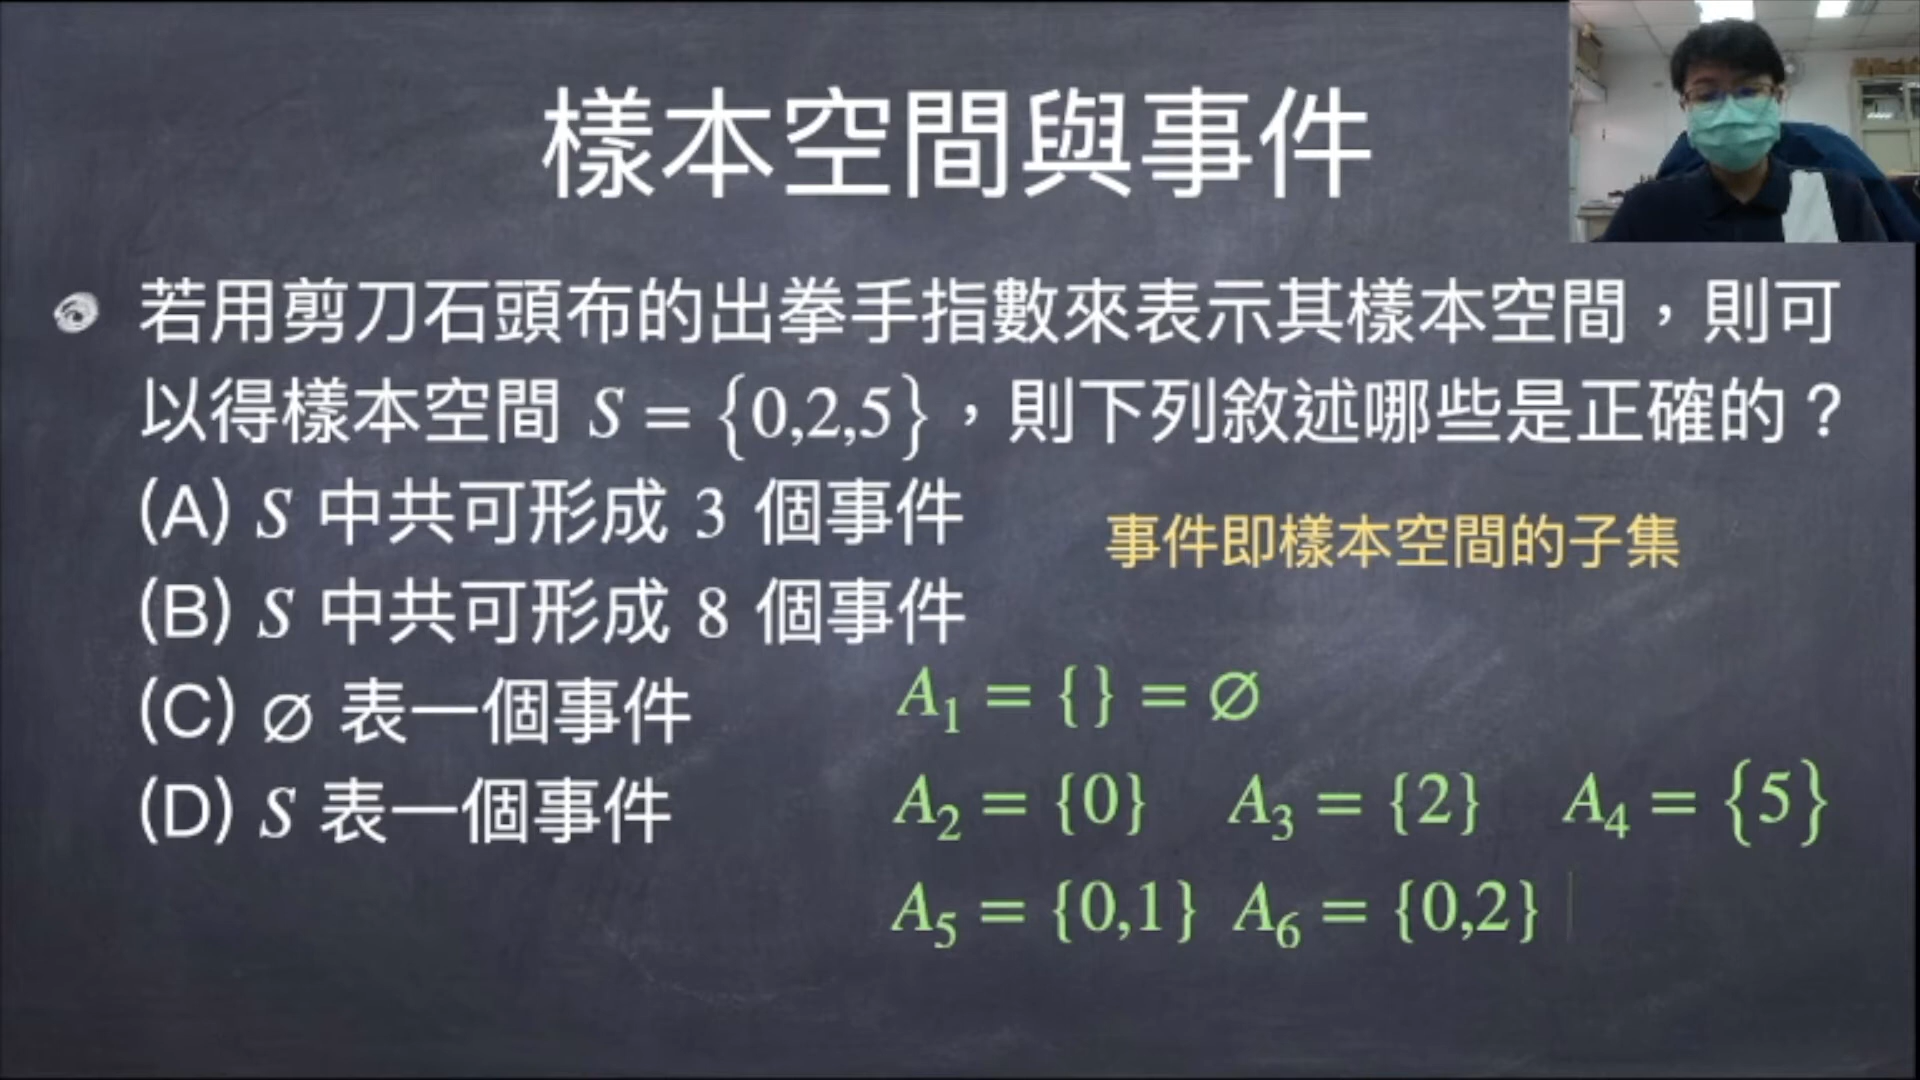 樣本空間與事件
若用剪刀石頭布的出拳手指數來表示其樣本空間，則可
以得樣本空間 S = {0,2,5}，則下列敘述哪些是正確的？
(A) S 中共可形成 3 個事件
事件即樣本空間的子集
(B) S 中共可形成 8 個事件
(C) ∅ 表一個事件
A₁ = { } = ∅
(D) S 表一個事件
A₂ = {0} A₃ = {2} A₄ = {5}
A₅ = {0,1} A₆ = {0,2}